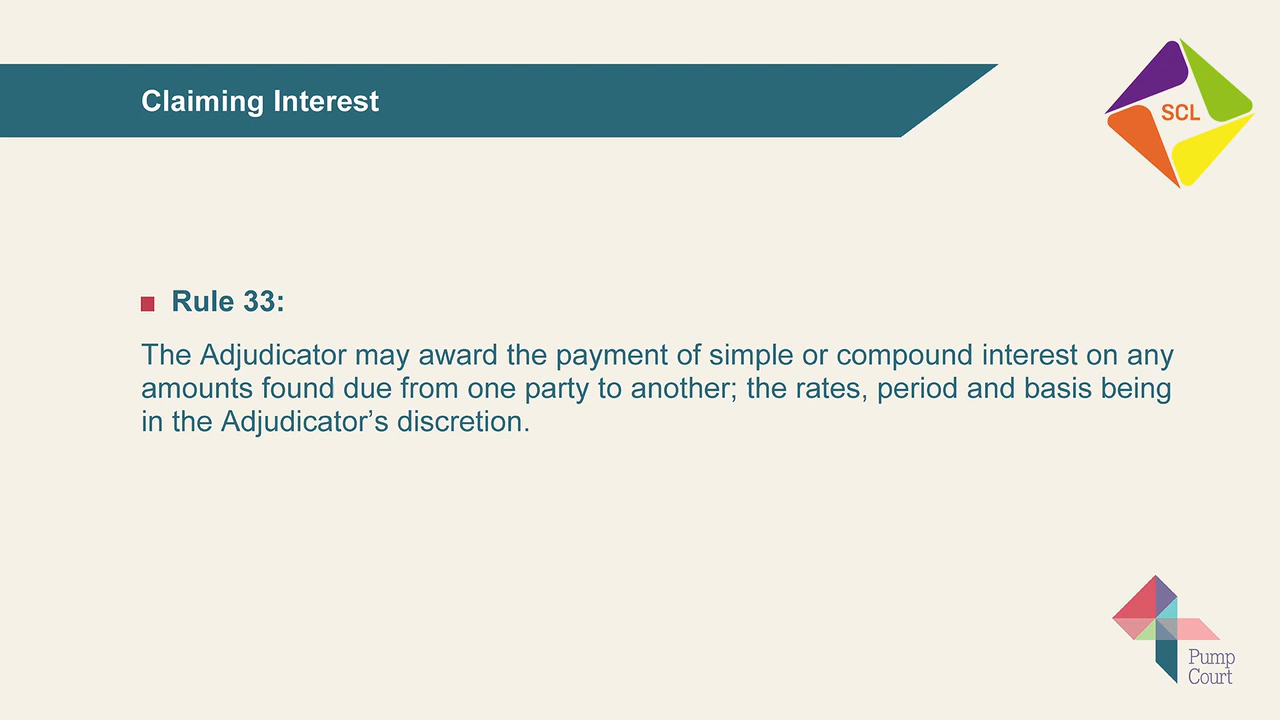 Claiming Interest
SCL
■ Rule 33:
The Adjudicator may award the payment of simple or compound interest on any
amounts found due from one party to another; the rates, period and basis being
in the Adjudicator’s discretion.
Pump
Court